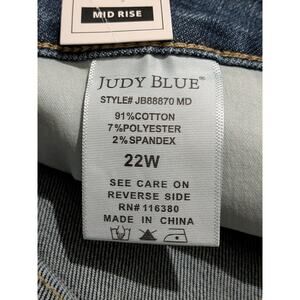 MID RISE
JUDY BLUE®
STYLE# JB88870 MD
91%COTTON
7%POLYESTER
2%SPANDEX
22W
SEE CARE ON
REVERSE SIDE
RN# 116380
MADE IN CHINA